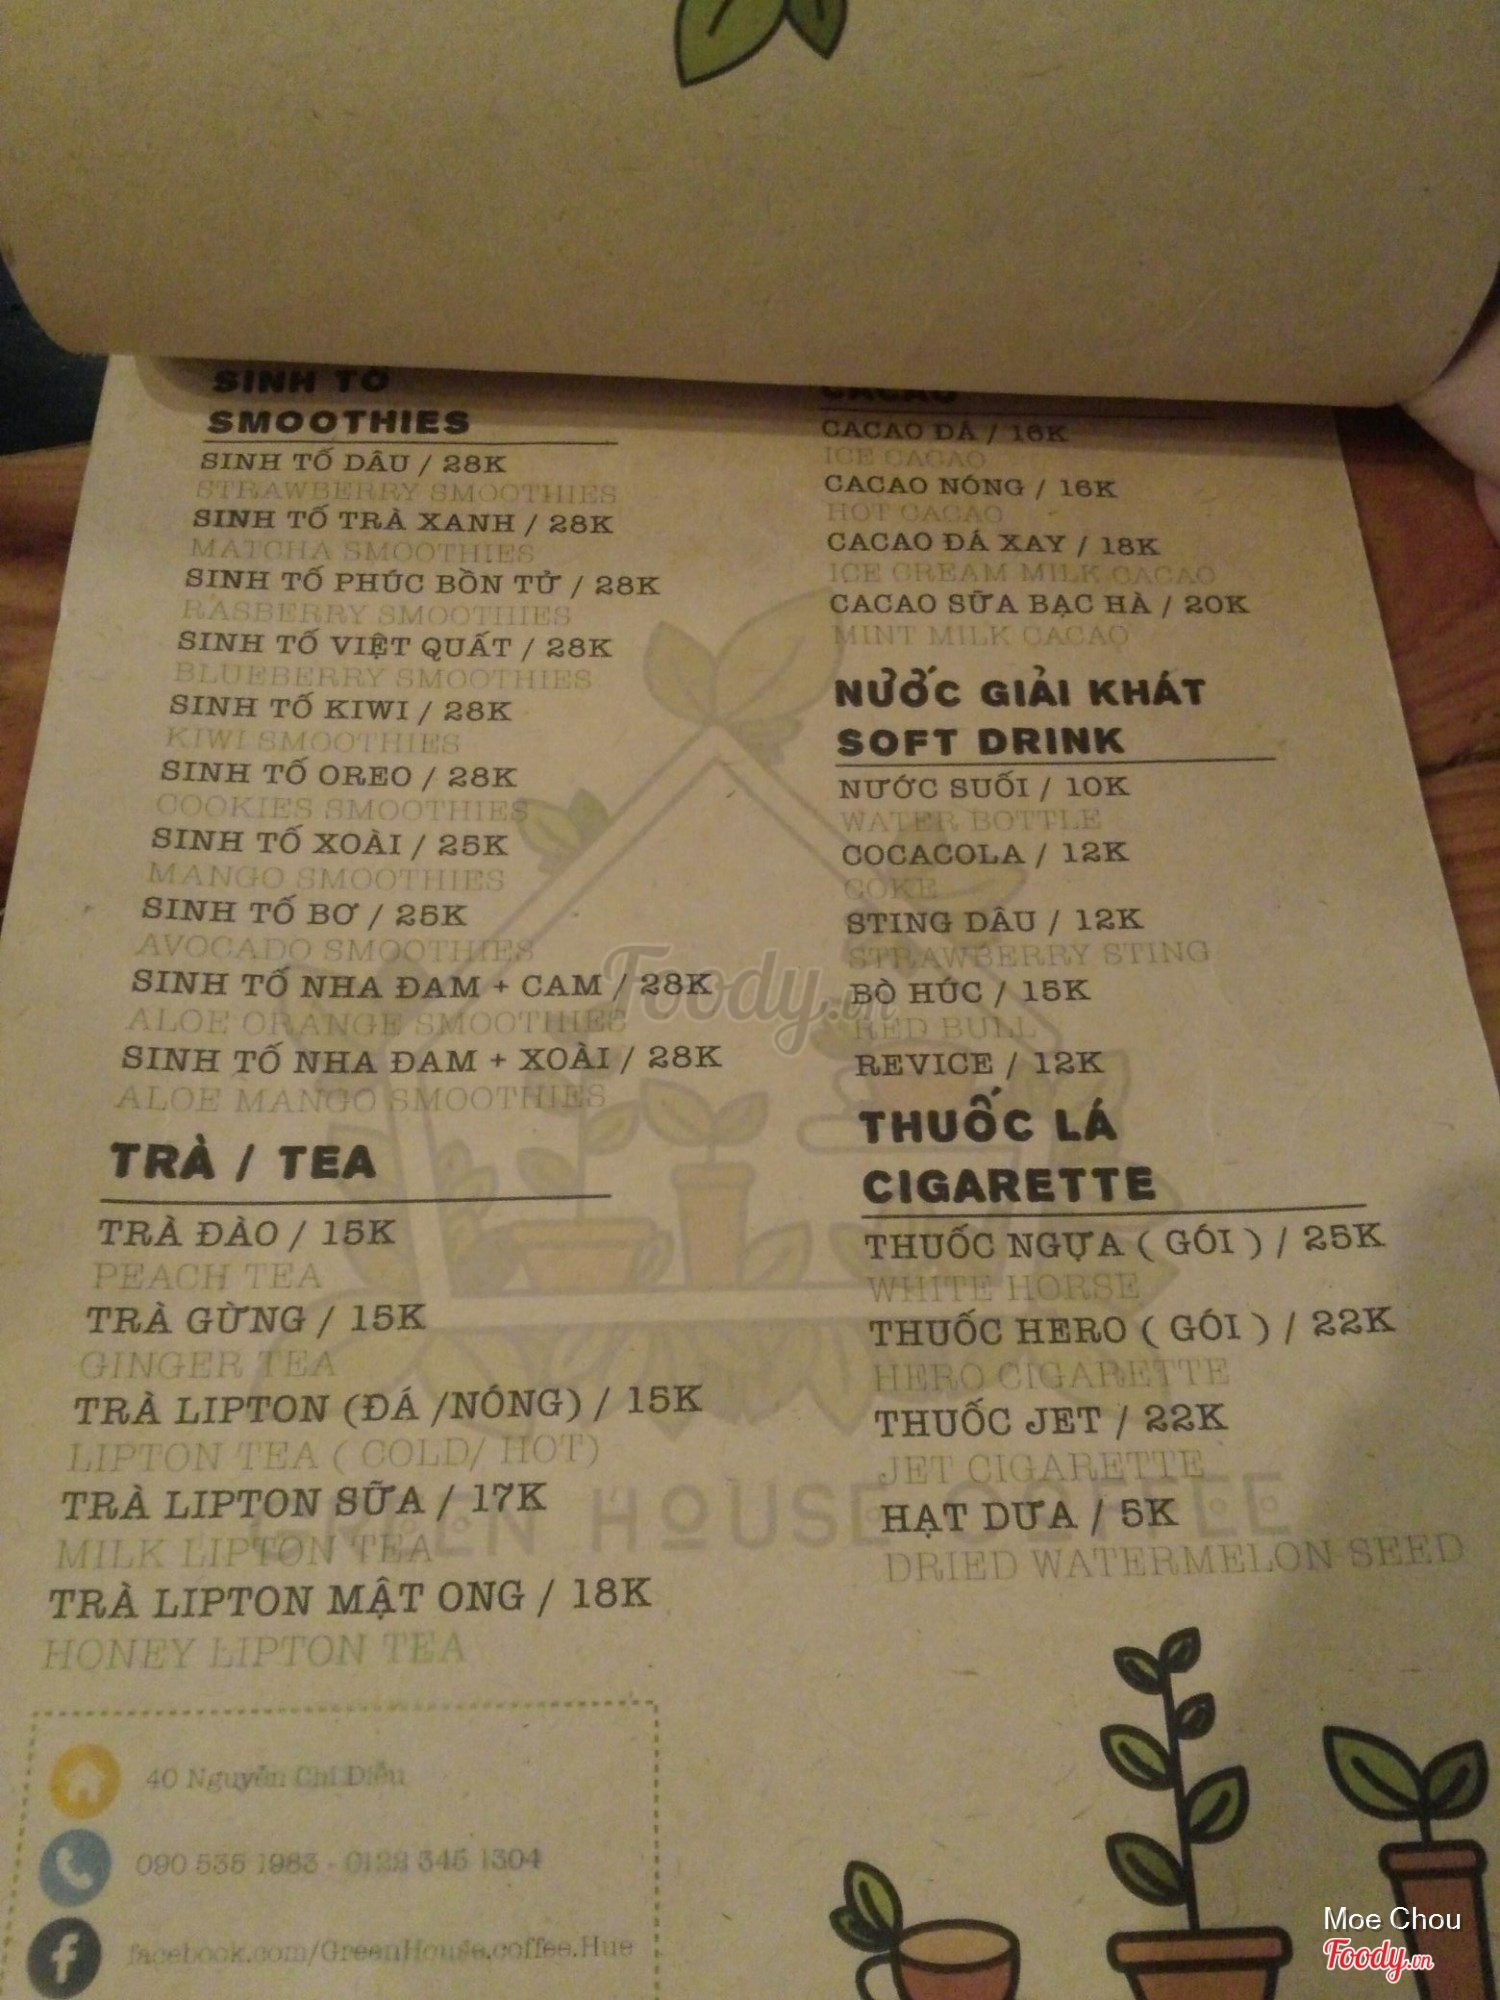 SINH TỐ
SMOOTHIES
SINH TỐ DÂU / 28K
STRAWBERRY SMOOTHIES
SINH TỐ TRÀ XANH / 28K
MATCHA SMOOTHIES
SINH TỐ PHÚC BỒN TỬ / 28K
RASBERRY SMOOTHIES
SINH TỐ VIỆT QUẤT / 28K
BLUEBERRY SMOOTHIES
SINH TỐ KIWI / 28K
KIWI SMOOTHIES
SINH TỐ OREO / 28K
COOKIES SMOOTHIES
SINH TỐ XOÀI / 25K
MANGO SMOOTHIES
SINH TỐ BƠ / 25K
AVOCADO SMOOTHIES
SINH TỐ NHA ĐAM + CAM / 28K
ALOE ORANGE SMOOTHIES
SINH TỐ NHA ĐAM + XOÀI / 28K
ALOE MANGO SMOOTHIES
TRÀ / TEA
TRÀ ĐÀO / 15K
PEACH TEA
TRÀ GỪNG / 15K
GINGER TEA
TRÀ LIPTON (ĐÁ /NÓNG) / 15K
LIPTON TEA ( COLD/ HOT)
TRÀ LIPTON SỮA / 17K
MILK LIPTON TEA
TRÀ LIPTON MẬT ONG / 18K
HONEY LIPTON TEA
40 Nguyễn Chí Diểu
090 535 1983 - 0122 345 1304
facebook.com/GreenHouse.coffee.Hue
CACAO
CACAO ĐÁ / 16K
ICE CACAO
CACAO NÓNG / 16K
HOT CACAO
CACAO ĐÁ XAY / 18K
ICE CREAM MILK CACAO
CACAO SỮA BẠC HÀ / 20K
MINT MILK CACAO
NƯỚC GIẢI KHÁT
SOFT DRINK
NƯỚC SUỐI / 10K
WATER BOTTLE
COCACOLA / 12K
COKE
STING DÂU / 12K
STRAWBERRY STING
BÒ HÚC / 15K
RED BULL
REVICE / 12K
THUỐC LÁ
CIGARETTE
THUỐC NGỰA ( GÓI ) / 25K
WHITE HORSE
THUỐC HERO ( GÓI ) / 22K
HERO CIGARETTE
THUỐC JET / 22K
JET CIGARETTE
HẠT DƯA / 5K
DRIED WATERMELON SEED
Foody.vn
HOUSE
Moe Chou
Foody.vn